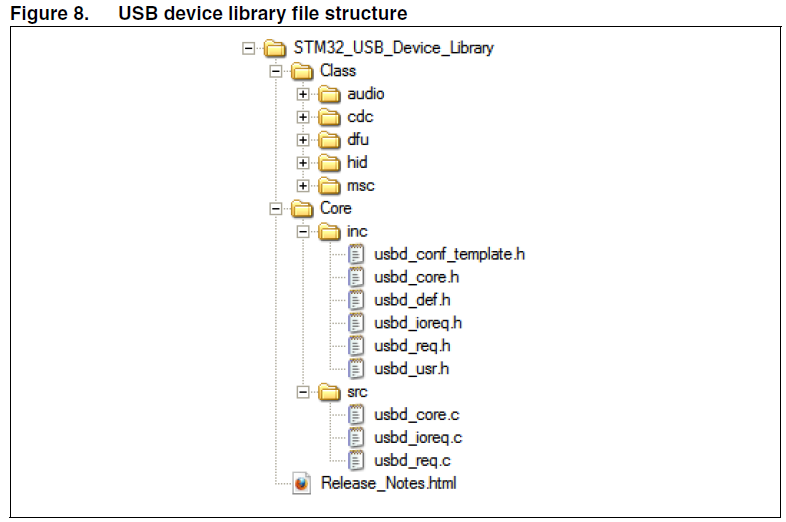 Figure 8. USB device library file structure
STM32_USB_Device_Library
Class
audio
cdc
dfu
hid
msc
Core
inc
usbd_conf_template.h
usbd_core.h
usbd_def.h
usbd_ioreq.h
usbd_req.h
usbd_usr.h
src
usbd_core.c
usbd_ioreq.c
usbd_req.c
Release_Notes.html